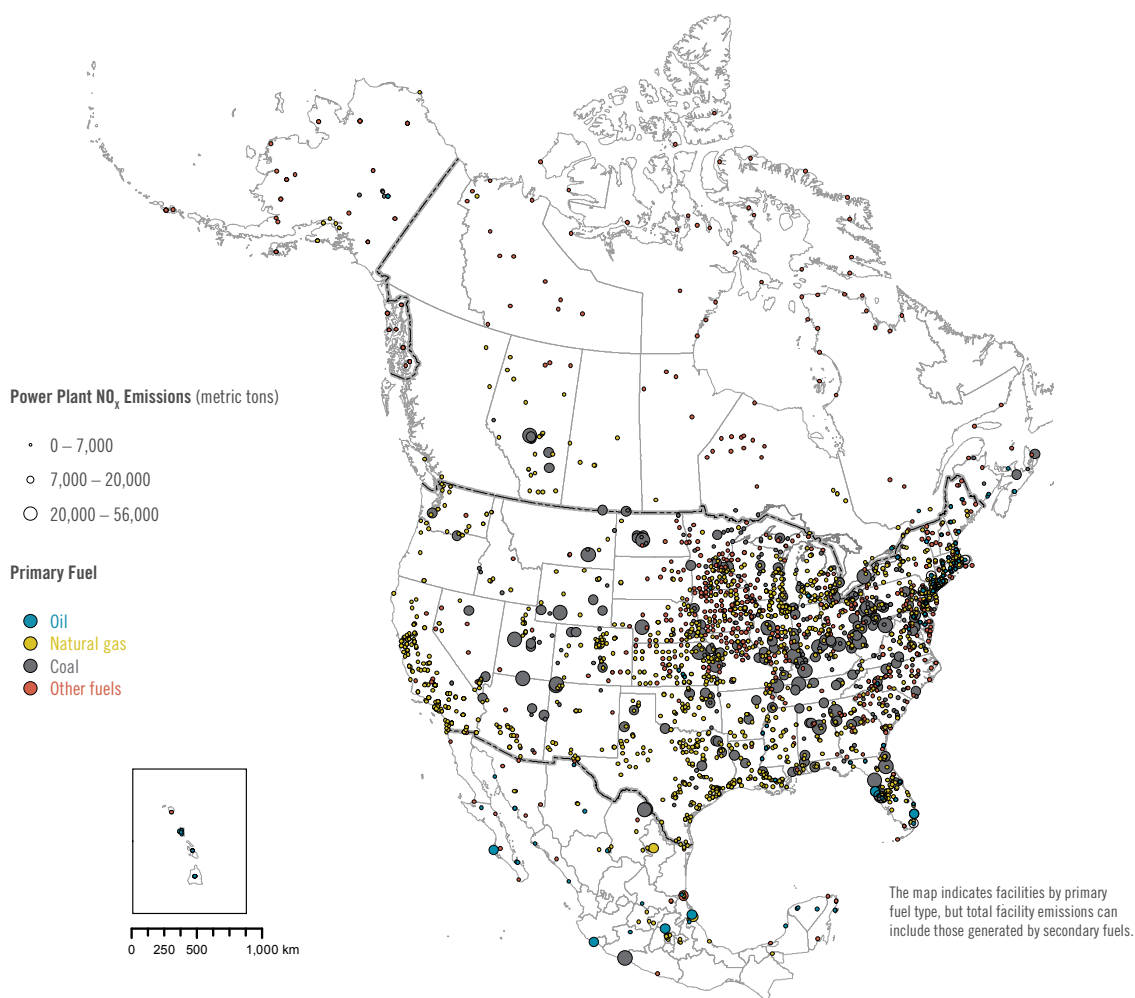 Power Plant NOx Emissions (metric tons)
0 – 7,000
7,000 – 20,000
20,000 – 56,000
Primary Fuel
Oil
Natural gas
Coal
Other fuels
0 250 500 1,000 km
The map indicates facilities by primary
fuel type, but total facility emissions can
include those generated by secondary fuels.